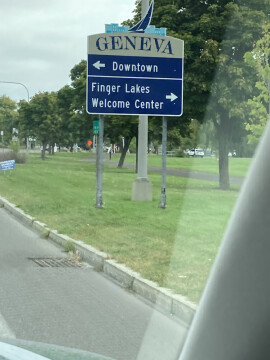 GENEVA
Downtown
Finger Lakes
Welcome Center